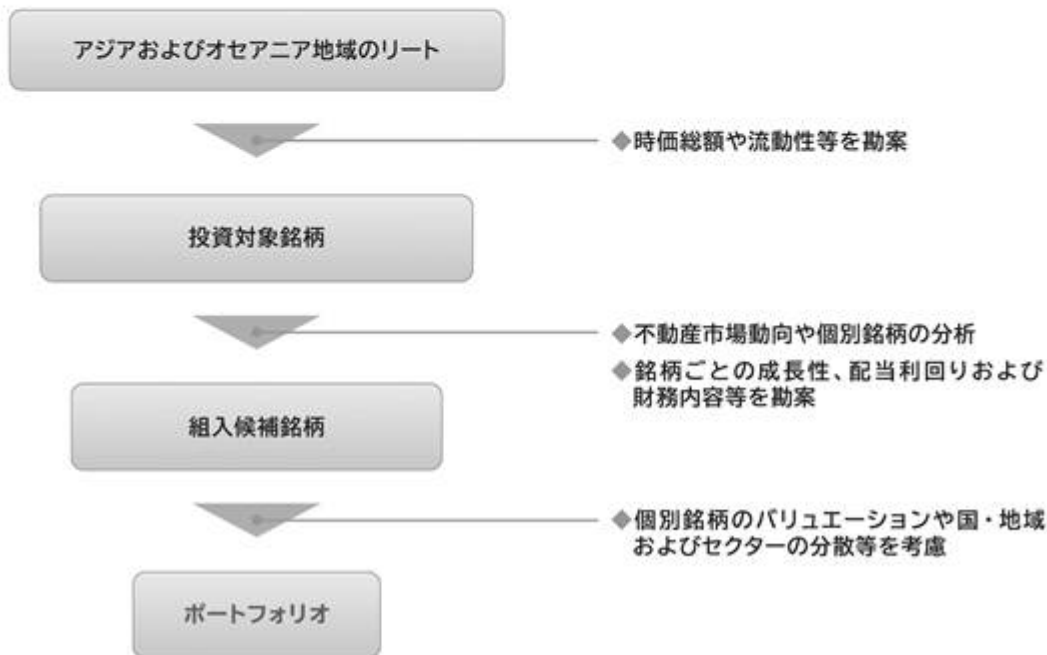 アジアおよびオセアニア地域のリート
◆時価総額や流動性等を勘案
投資対象銘柄
◆不動産市場動向や個別銘柄の分析
◆銘柄ごとの成長性、配当利回りおよび
財務内容等を勘案
組入候補銘柄
◆個別銘柄のバリュエーションや国・地域
およびセクターの分散等を考慮
ポートフォリオ